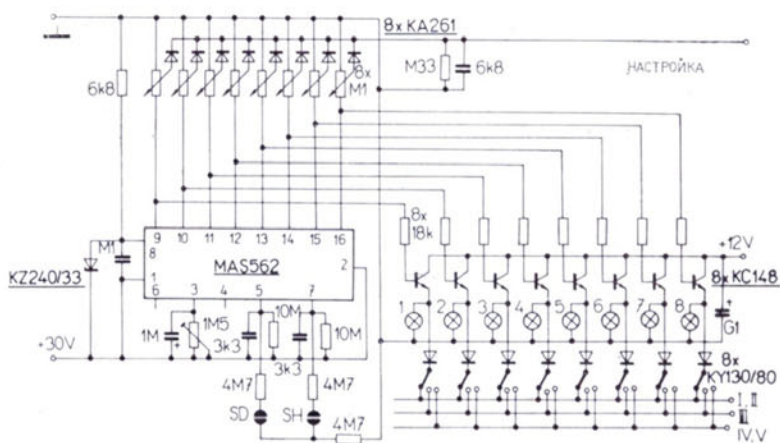 8x KA261
M33
6k8
НАСТРОЙКА
6k8
8x
M1
9 10 11 12 13 14 15 16
8x
18k
8
MAS562
2
1
6 3 4 5 7
M1
KZ240/33
+12V
8x KC148
1 2 3 4 5 6 7 8
G1
+
+30V
1M
+
1M5
3k3
10M
3k3
10M
8x
KY130/80
4M7
4M7
SD
SH
4M7
I, II
III
IV, V